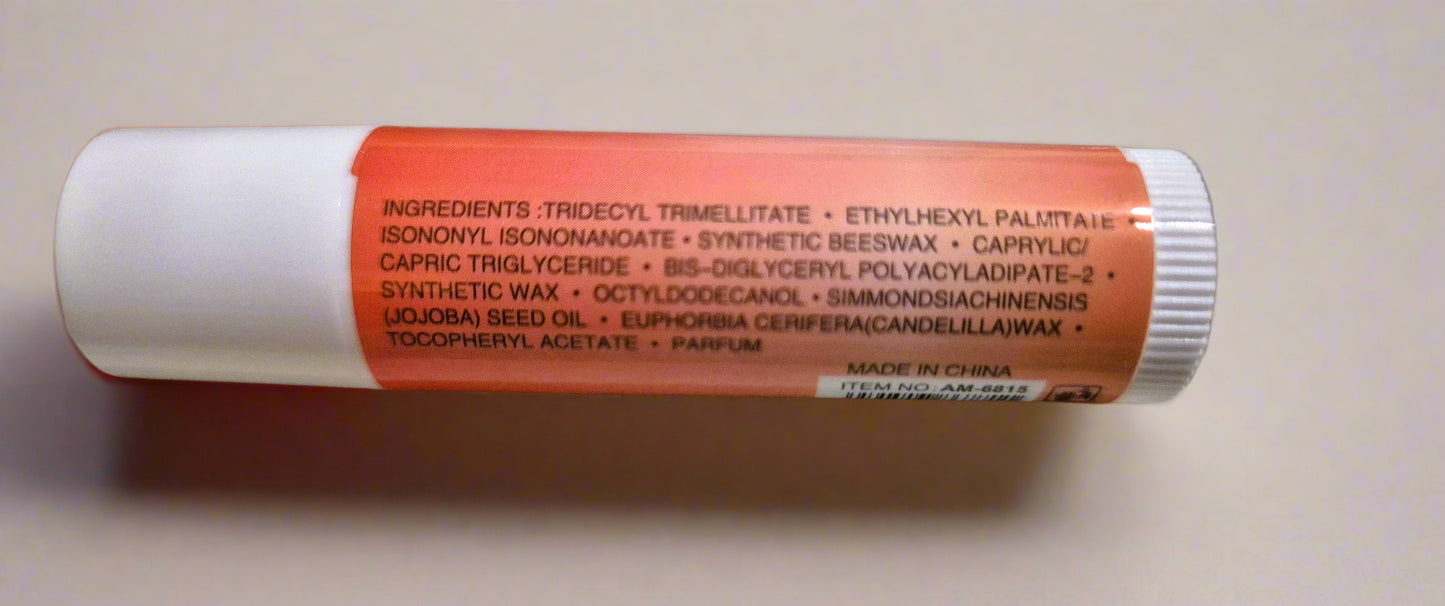 INGREDIENTS :TRIDECYL TRIMELLITATE • ETHYLHEXYL PALMITATE •
ISONONYL ISONONANOATE • SYNTHETIC BEESWAX • CAPRYLIC/
CAPRIC TRIGLYCERIDE • BIS-DIGLYCERYL POLYACYLADIPATE-2 •
SYNTHETIC WAX • OCTYLDODECANOL • SIMMONDSIACHINENSIS
(JOJOBA) SEED OIL • EUPHORBIA CERIFERA(CANDELILLA)WAX •
TOCOPHERYL ACETATE • PARFUM
MADE IN CHINA
ITEM NO: AM-6815